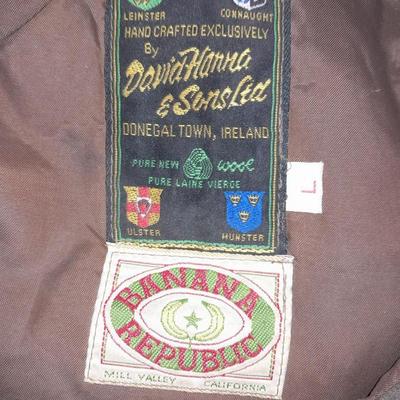 LEINSTER CONNAUGHT
HAND CRAFTED EXCLUSIVELY
By
David Hanna
& Sons Ltd
DONEGAL TOWN, IRELAND
PURE NEW wool
PURE LAINE VIERGE
ULSTER MUNSTER
L
BANANA
REPUBLIC
MILL VALLEY CALIFORNIA